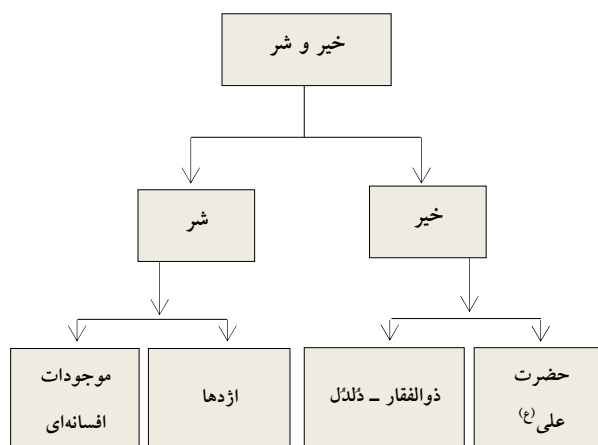 خیر و شر
خیر
شر
حضرت
علی(ع)
ذوالفقار ــ دُلدُل
اژدها
موجودات
افسانه‌ای